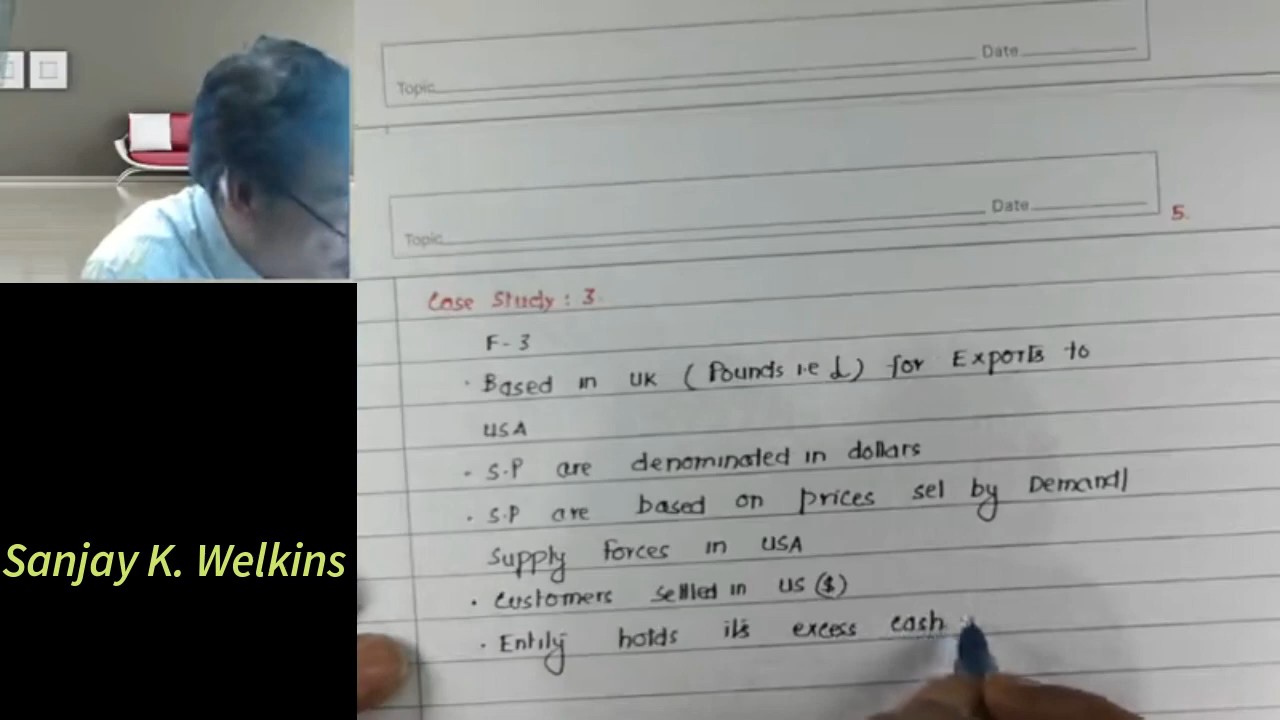 Topic Date
Topic Date
5.
Case Study : 3.
F-3
· Based in UK ( Pounds i.e £) for Exports to
USA
· S.P are denominated in dollars
· S.P are based on prices set by Demand/
Supply forces in USA
· Customers settled in US ($)
· Entity holds it's excess cash
Sanjay K. Welkins